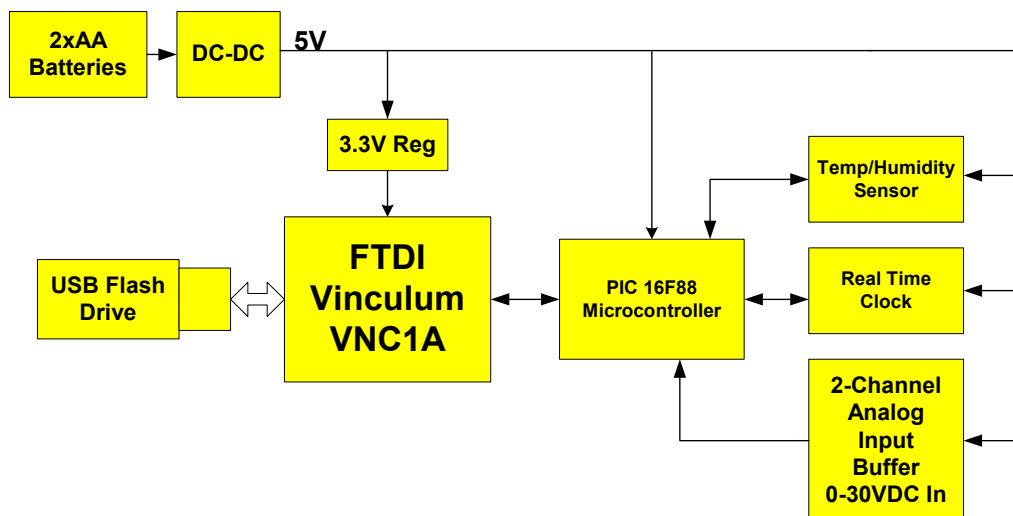 2xAA
Batteries
DC-DC
5V
3.3V Reg
Temp/Humidity
Sensor
FTDI
Vinculum
VNC1A
USB Flash
Drive
PIC 16F88
Microcontroller
Real Time
Clock
2-Channel
Analog
Input
Buffer
0-30VDC In